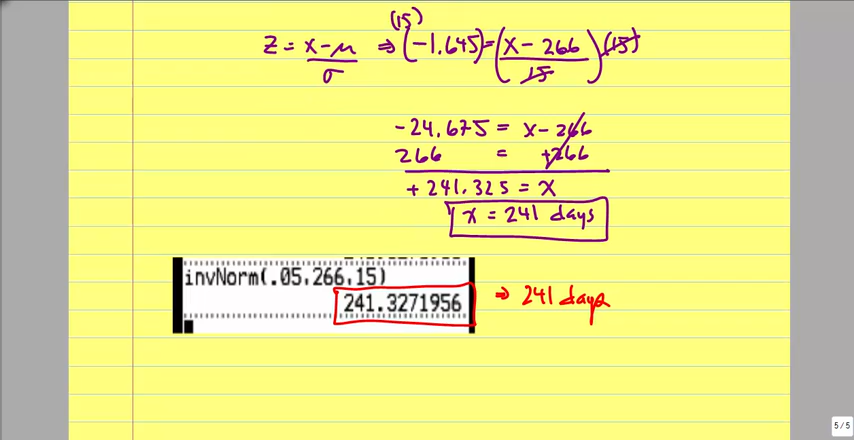 (15)
Z = x-μ/σ ⇒ (-1.645) = (x - 266/15)(15)
-24.675 = x - 266
266 = +266
+241.325 = x
x = 241 days
invNorm(.05,266,15)
241.3271956 ⇒ 241 days
5/5